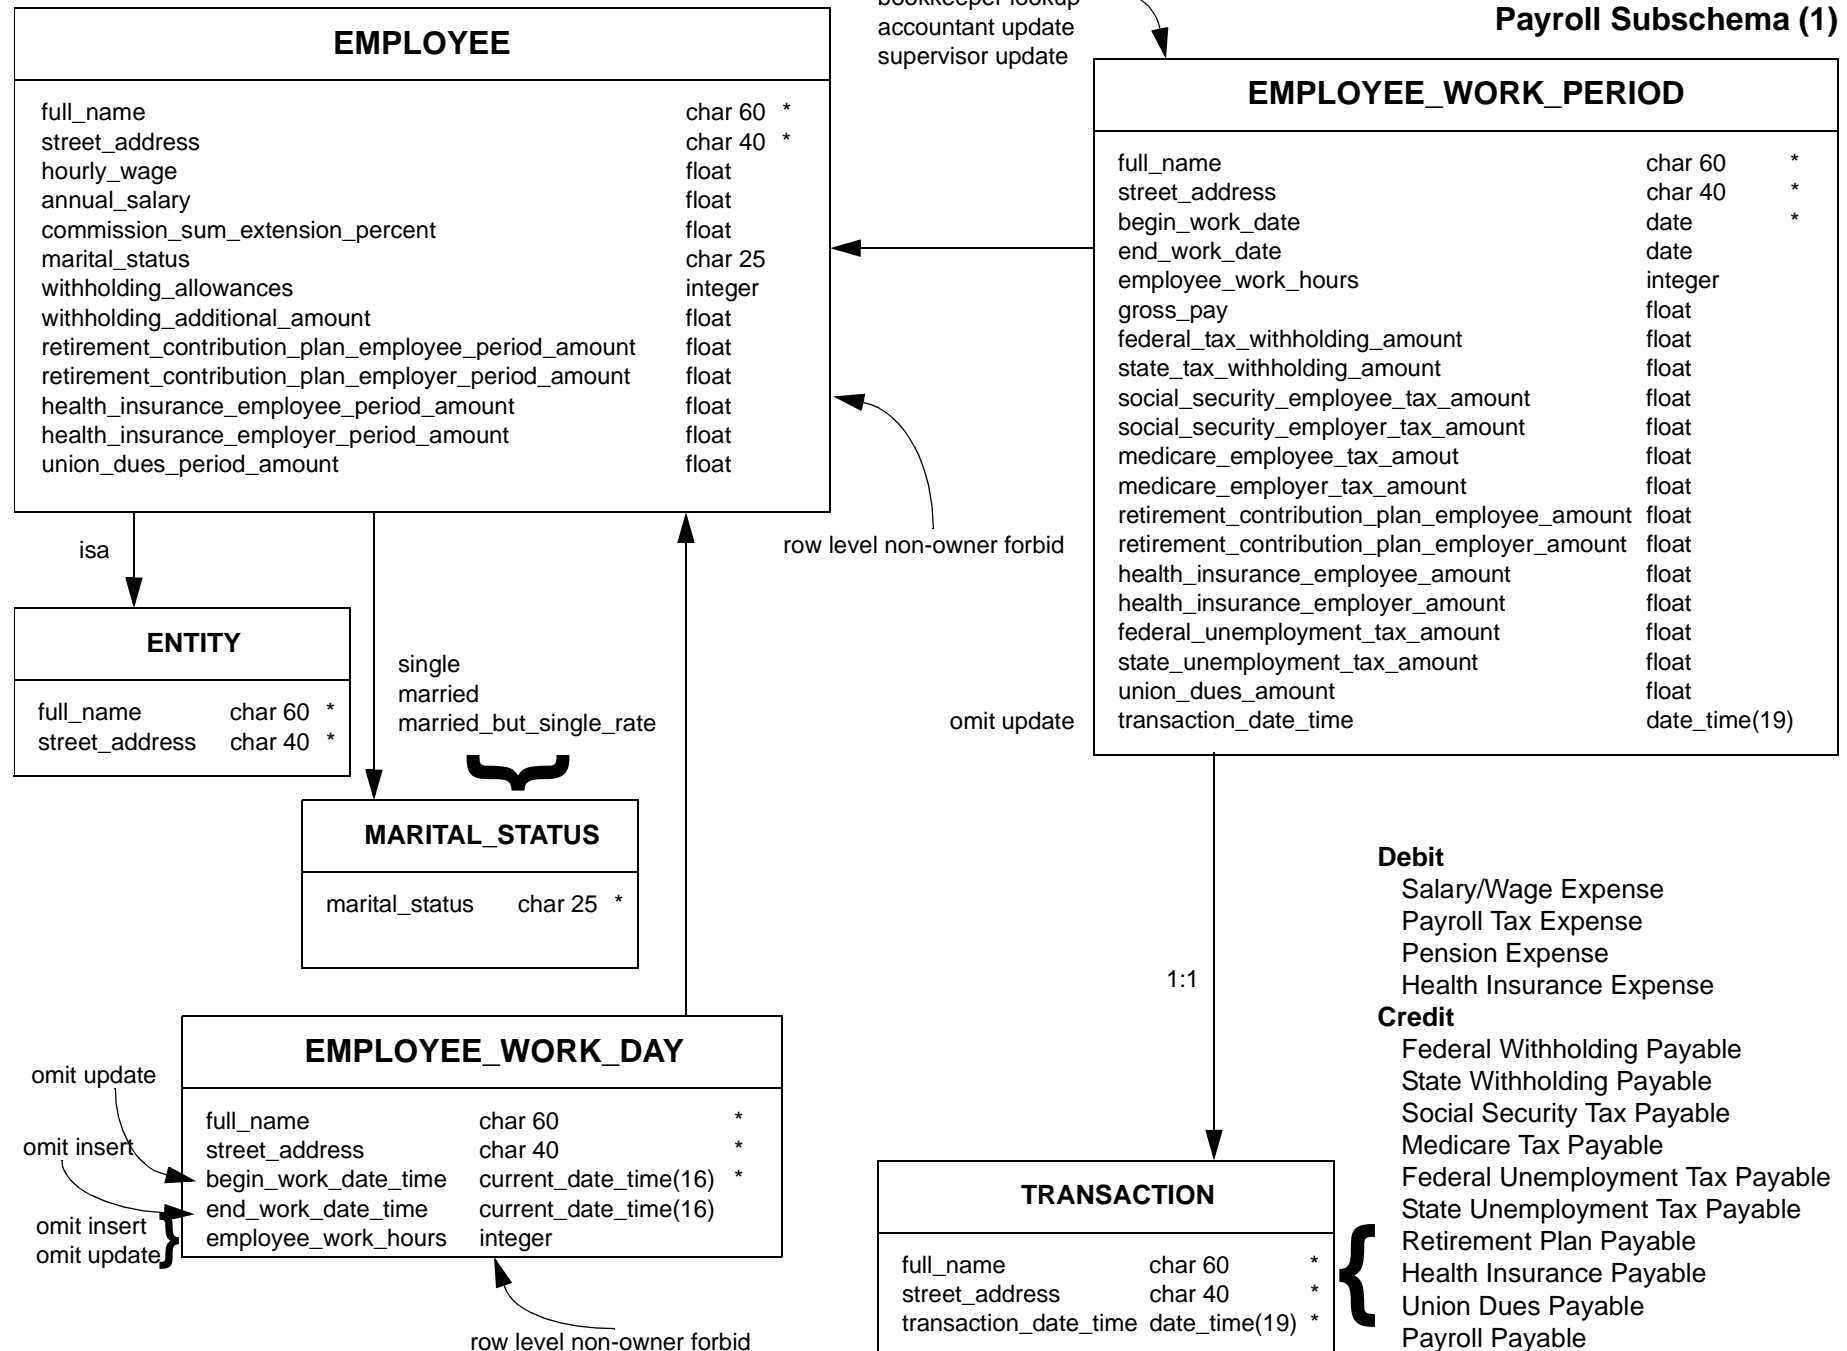 bookkeeper lookup
accountant update
supervisor update
Payroll Subschema (1)
EMPLOYEE
full_name char 60 *
street_address char 40 *
hourly_wage float
annual_salary float
commission_sum_extension_percent float
marital_status char 25
withholding_allowances integer
withholding_additional_amount float
retirement_contribution_plan_employee_period_amount float
retirement_contribution_plan_employer_period_amount float
health_insurance_employee_period_amount float
health_insurance_employer_period_amount float
union_dues_period_amount float
EMPLOYEE_WORK_PERIOD
full_name char 60 *
street_address char 40 *
begin_work_date date *
end_work_date date
employee_work_hours integer
gross_pay float
federal_tax_withholding_amount float
state_tax_withholding_amount float
social_security_employee_tax_amount float
social_security_employer_tax_amount float
medicare_employee_tax_amout float
medicare_employer_tax_amount float
retirement_contribution_plan_employee_amount float
retirement_contribution_plan_employer_amount float
health_insurance_employee_amount float
health_insurance_employer_amount float
federal_unemployment_tax_amount float
state_unemployment_tax_amount float
union_dues_amount float
omit update transaction_date_time date_time(19)
isa
row level non-owner forbid
ENTITY
full_name char 60 *
street_address char 40 *
single
married
married_but_single_rate
MARITAL_STATUS
marital_status char 25 *
1:1
EMPLOYEE_WORK_DAY
omit update
omit insert
omit insert
omit update
full_name char 60 *
street_address char 40 *
begin_work_date_time current_date_time(16) *
end_work_date_time current_date_time(16)
employee_work_hours integer
row level non-owner forbid
TRANSACTION
full_name char 60 *
street_address char 40 *
transaction_date_time date_time(19) *
Debit
Salary/Wage Expense
Payroll Tax Expense
Pension Expense
Health Insurance Expense
Credit
Federal Withholding Payable
State Withholding Payable
Social Security Tax Payable
Medicare Tax Payable
Federal Unemployment Tax Payable
State Unemployment Tax Payable
Retirement Plan Payable
Health Insurance Payable
Union Dues Payable
Payroll Payable